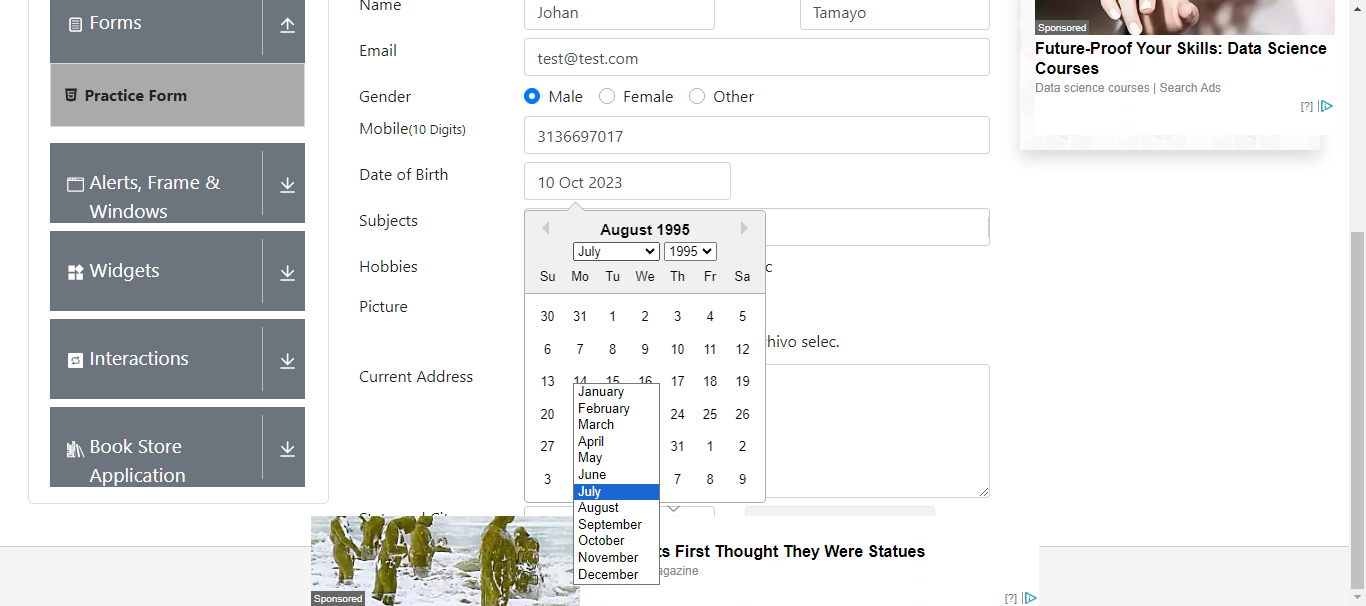 Forms
Practice Form
Alerts, Frame &
Windows
Widgets
Interactions
Book Store
Application
Name
Johan
Tamayo
Email
test@test.com
Gender
Male
Female
Other
Mobile(10 Digits)
3136697017
Date of Birth
10 Oct 2023
Subjects
Hobbies
c
Picture
hivo selec.
Current Address
August 1995
July
1995
Su Mo Tu We Th Fr Sa
30 31 1 2 3 4 5
6 7 8 9 10 11 12
13 14 15 16 17 18 19
20 24 25 26
27 31 1 2
3 7 8 9
January
February
March
April
May
June
July
August
September
October
November
December
Sponsored
Future-Proof Your Skills: Data Science
Courses
Data science courses | Search Ads
[?]
ts First Thought They Were Statues
agazine
Sponsored
[?]